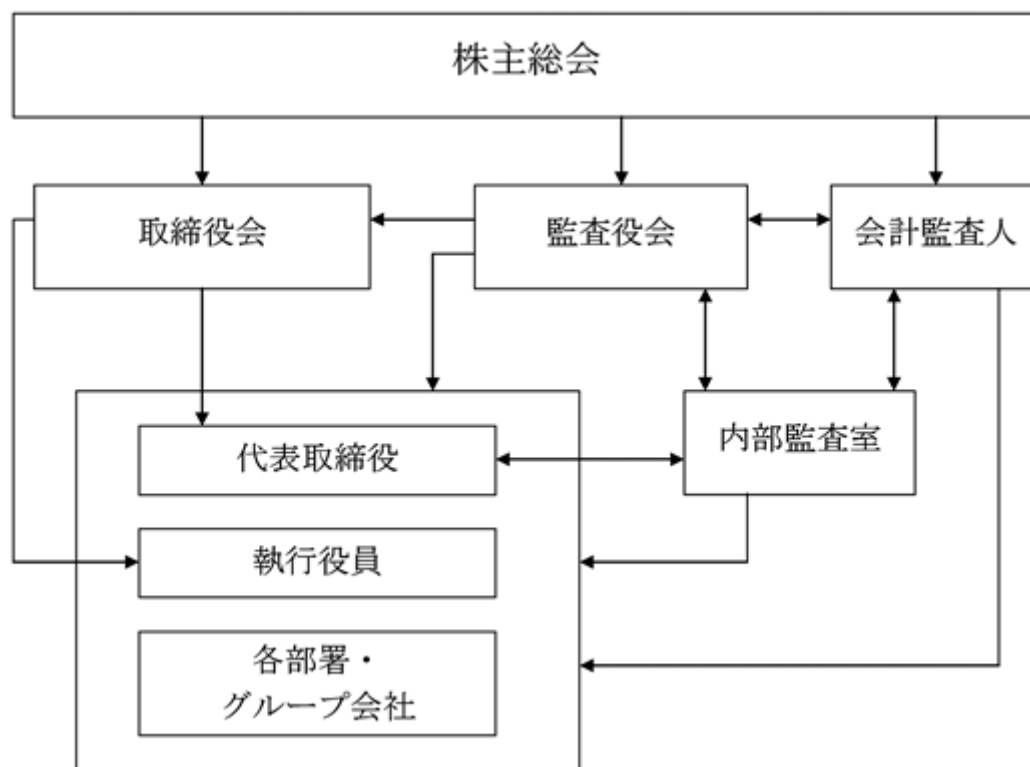 株主総会
取締役会
監査役会
会計監査人
代表取締役
内部監査室
執行役員
各部署・
グループ会社